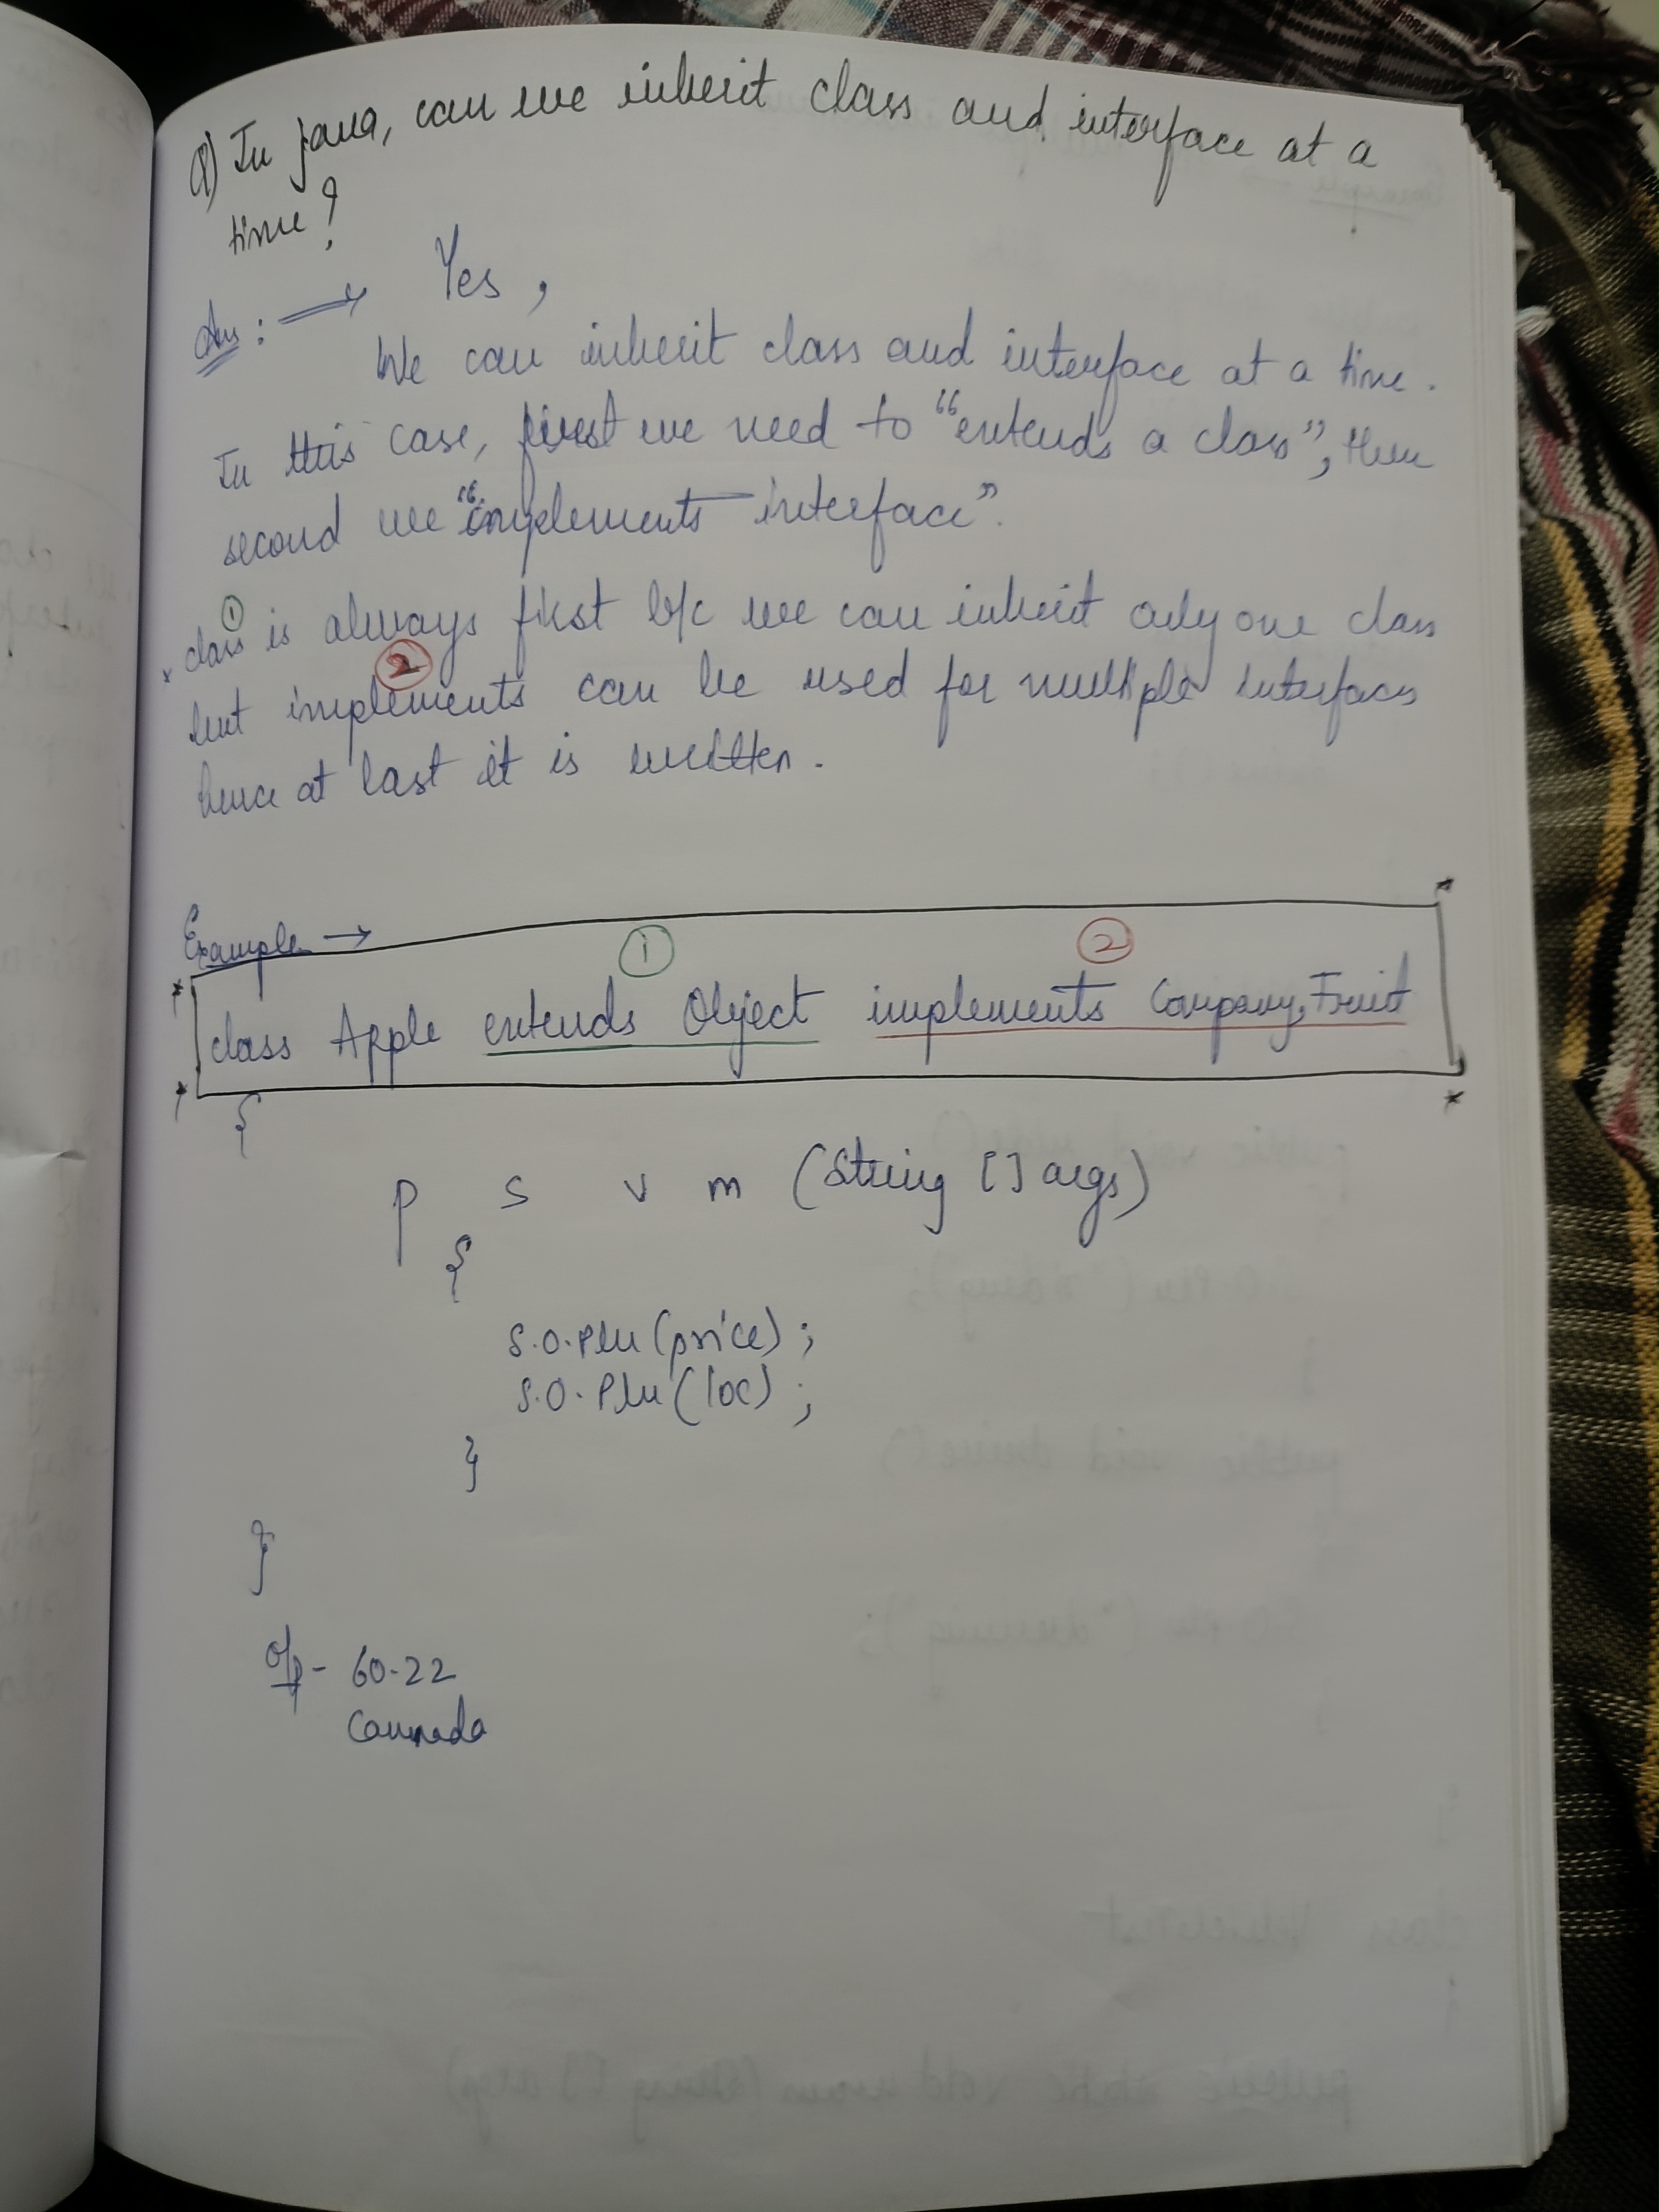 Q) In java, can we inherit class and interface at a
time?
Ans: → Yes,
We can inherit class and interface at a time.
In this case, first we need to "extends a class", then
second we "implements interface".
① ②
* class is always first b/c we can inherit only one class
but implements can be used for multiple interfaces
hence at last it is written.
Example →
① ②
class Apple extends Object implements Company, Fruit
{
p s v m (String [] args)
{
S.O.Pln (price);
S.O.Pln (loc);
}
}
o/p - 60.22
Cannada